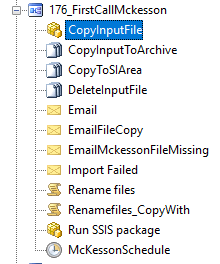 176_FirstCallMckesson
CopyInputFile
CopyInputToArchive
CopyToSIArea
DeleteInputFile
Email
EmailFileCopy
EmailMckessonFileMissing
Import Failed
Rename files
Renamefiles_CopyWith
Run SSIS package
McKessonSchedule